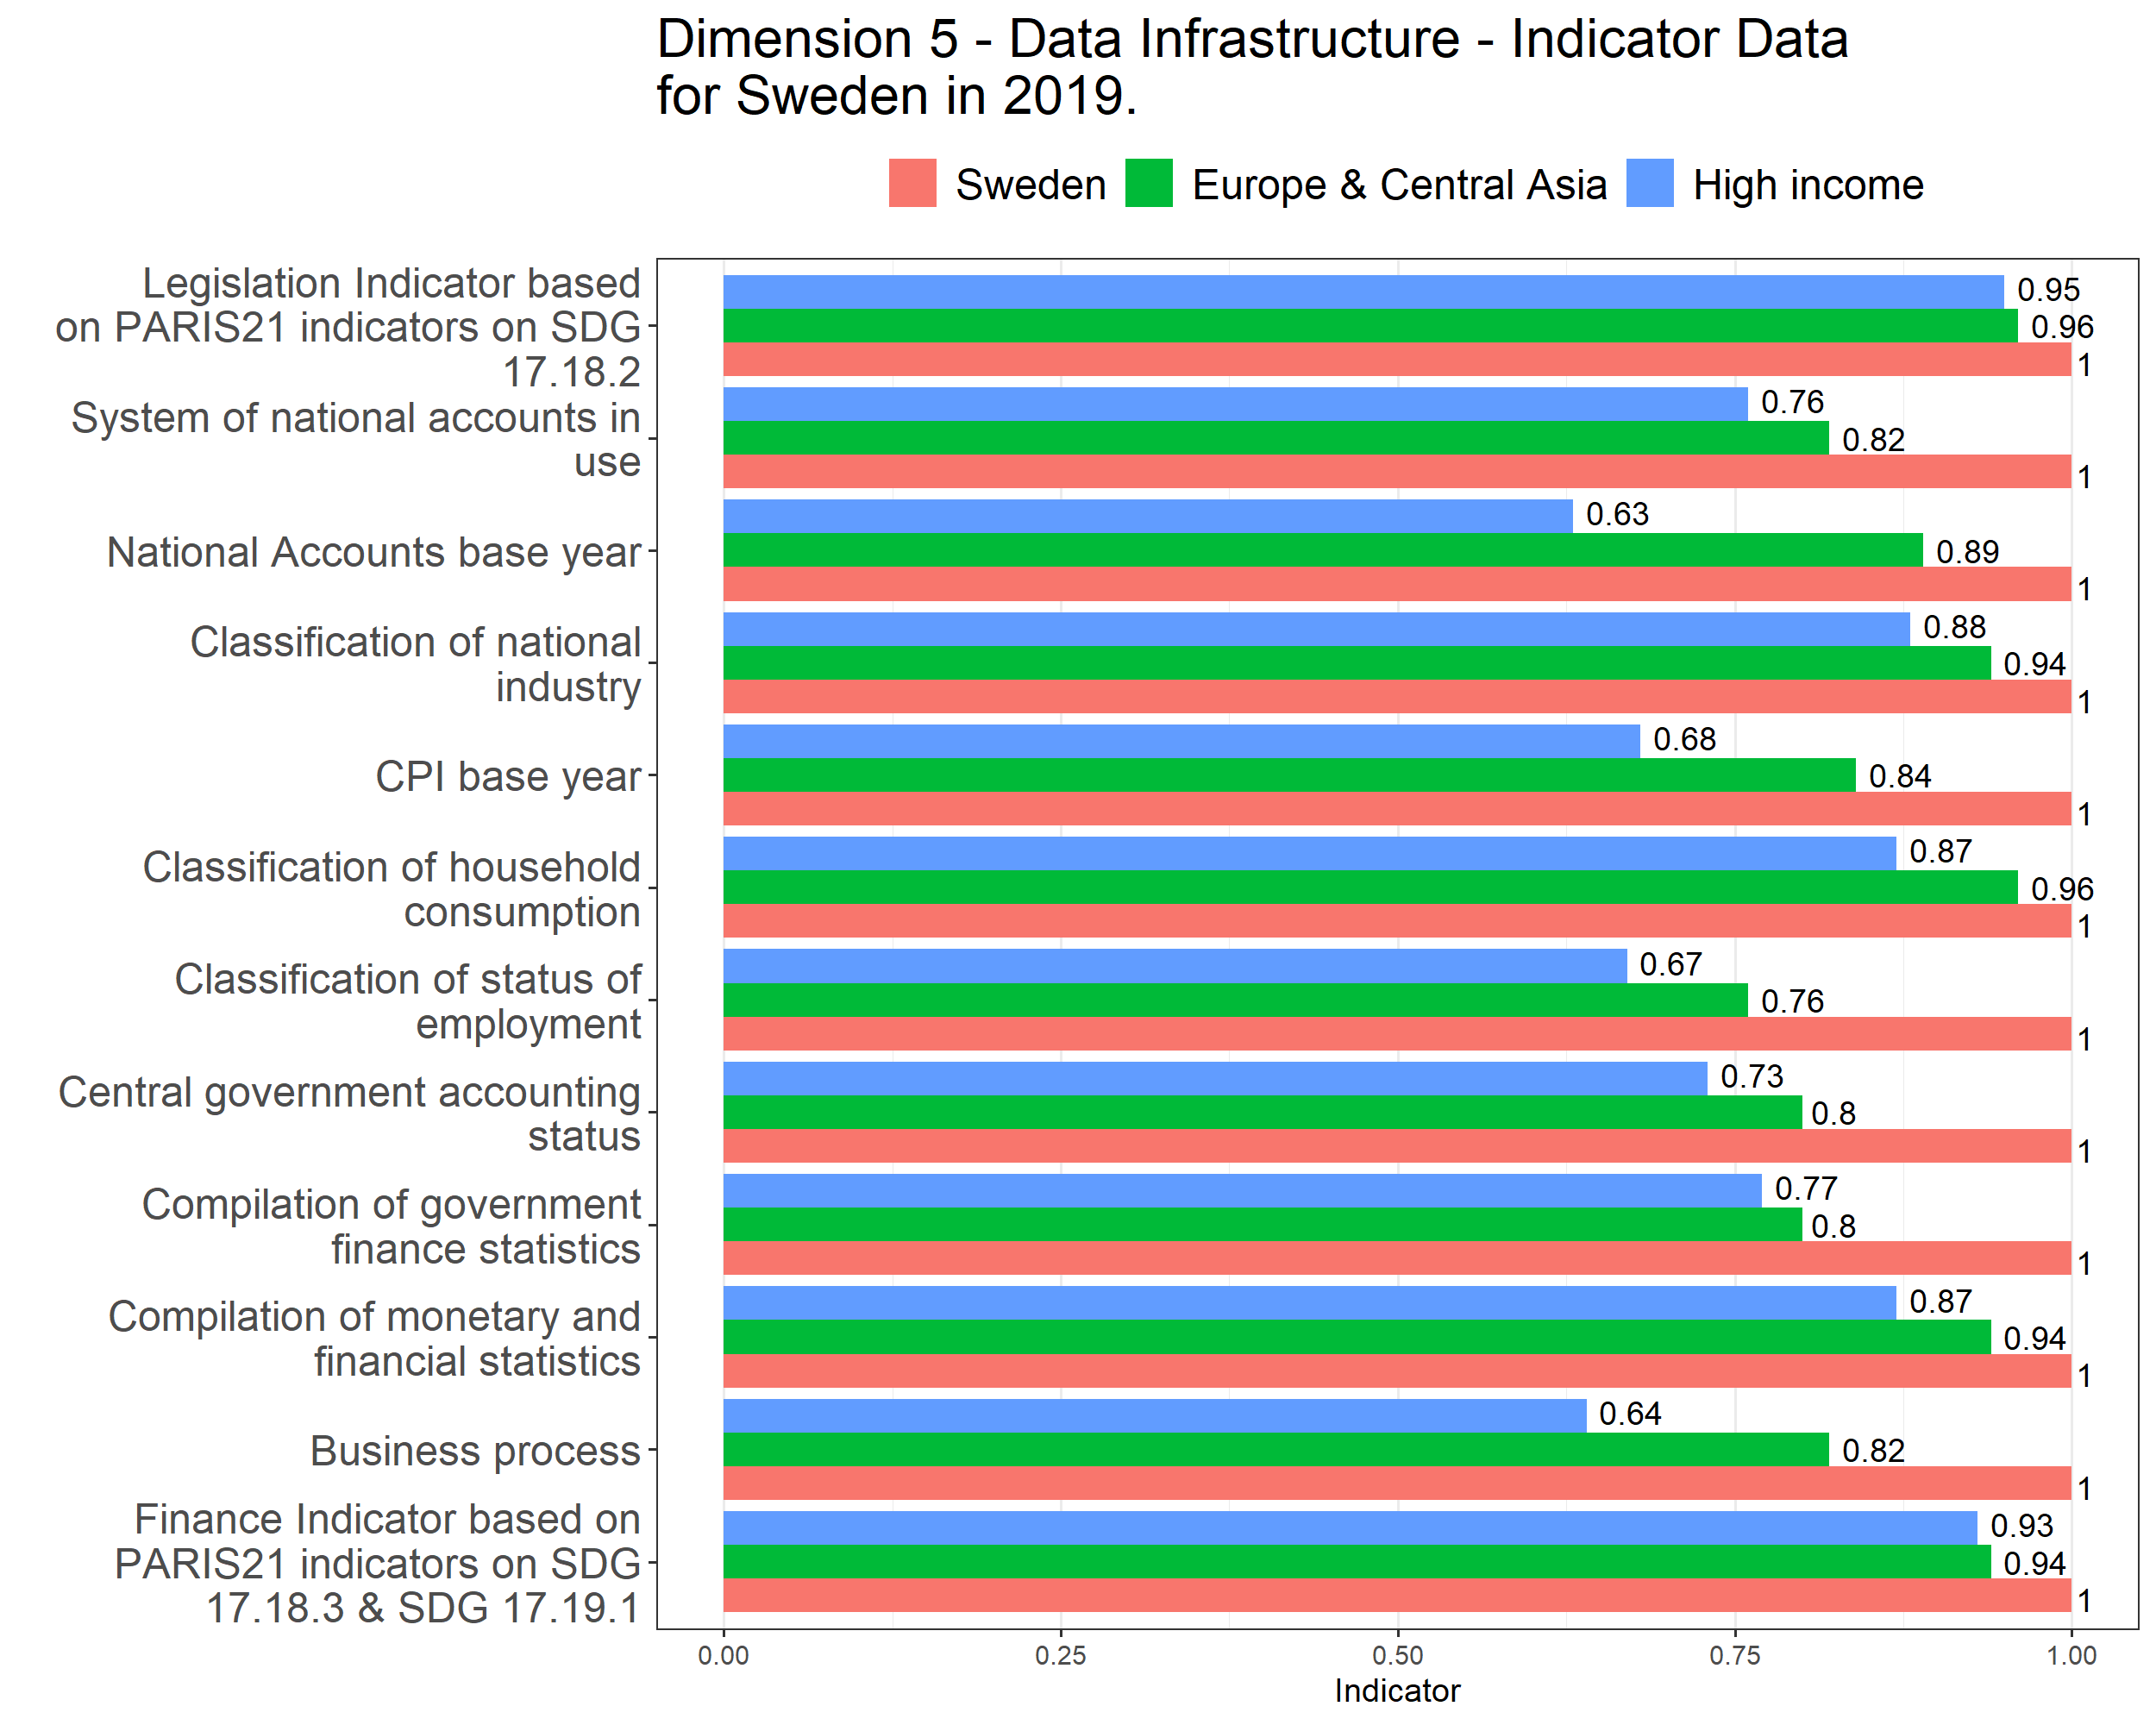 Dimension 5 - Data Infrastructure - Indicator Data
for Sweden in 2019.
Sweden Europe & Central Asia High income
Legislation Indicator based
on PARIS21 indicators on SDG
17.18.2
0.95
0.96
1
System of national accounts in
use
0.76
0.82
1
National Accounts base year
0.63
0.89
1
Classification of national
industry
0.88
0.94
1
CPI base year
0.68
0.84
1
Classification of household
consumption
0.87
0.96
1
Classification of status of
employment
0.67
0.76
1
Central government accounting
status
0.73
0.8
1
Compilation of government
finance statistics
0.77
0.8
1
Compilation of monetary and
financial statistics
0.87
0.94
1
Business process
0.64
0.82
1
Finance Indicator based on
PARIS21 indicators on SDG
17.18.3 & SDG 17.19.1
0.93
0.94
1
0.00 0.25 0.50 0.75 1.00
Indicator